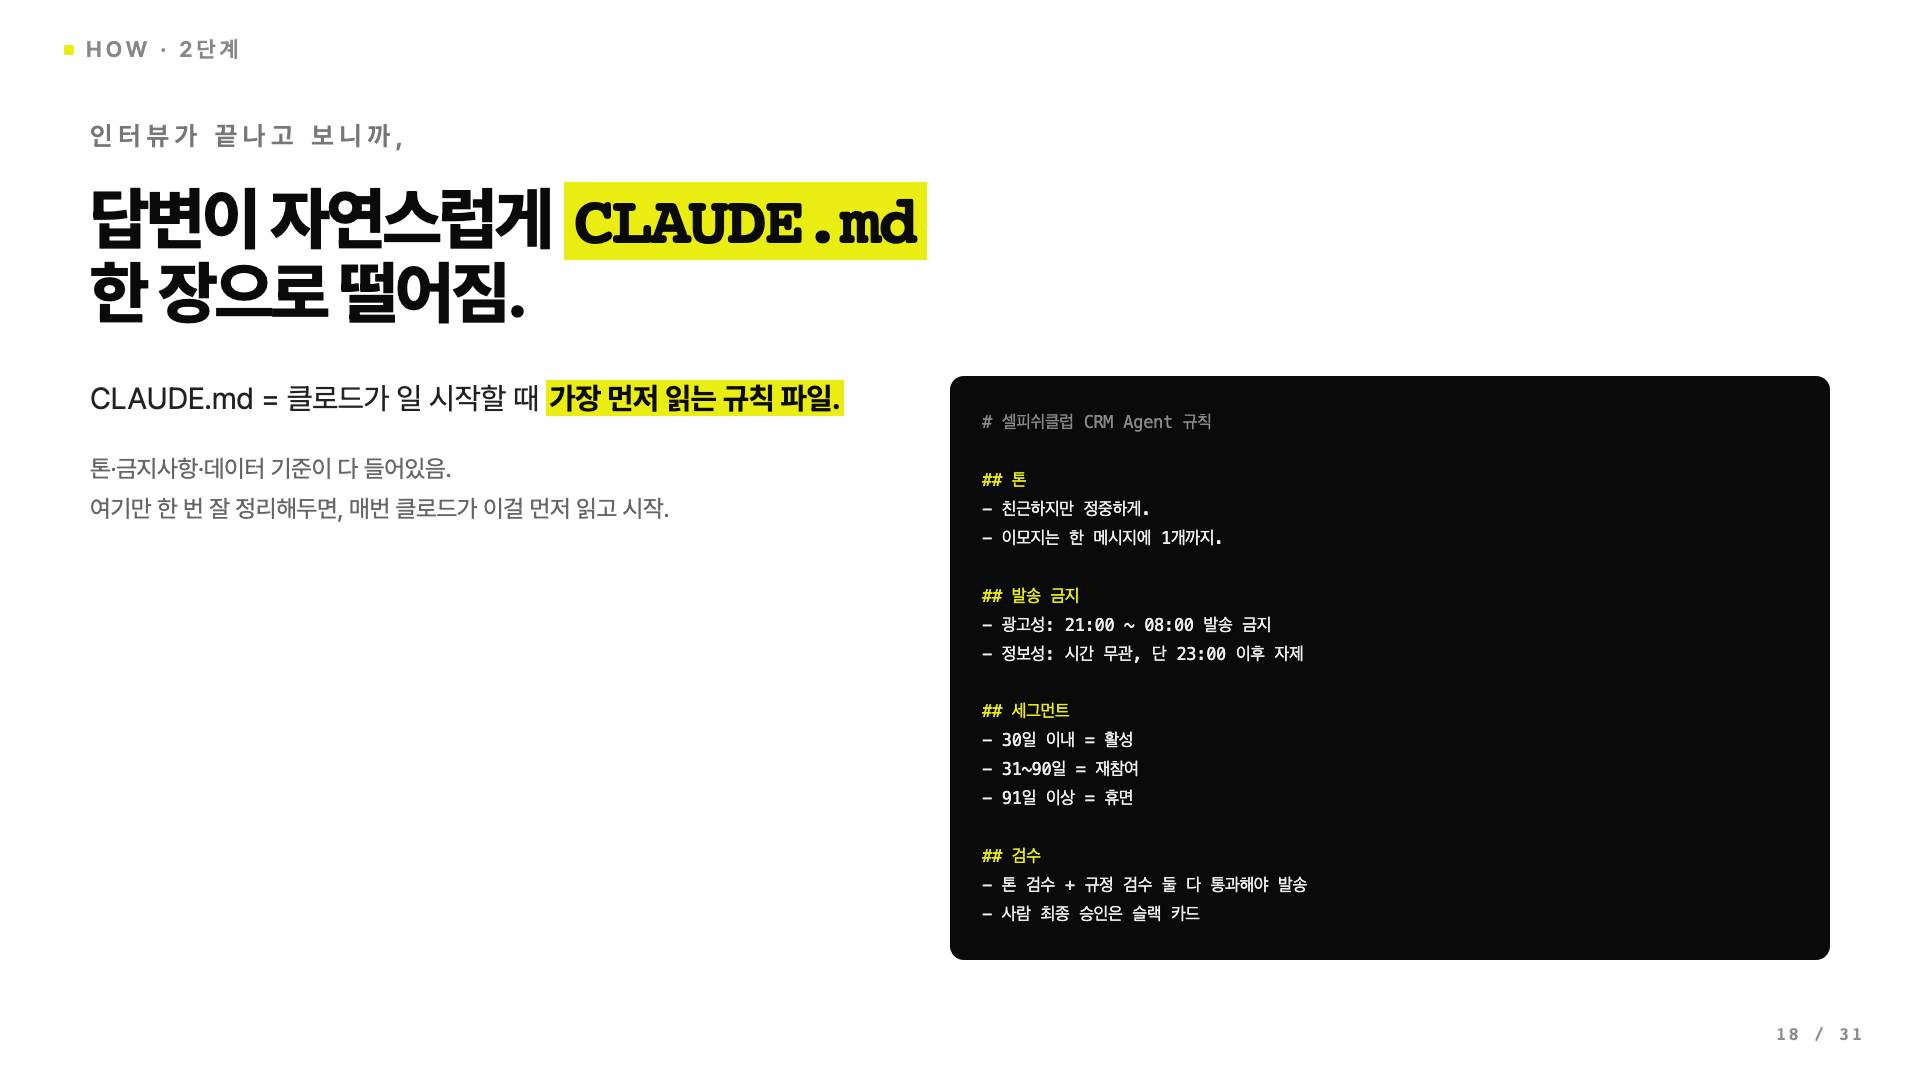 HOW · 2단계
인터뷰가 끝나고 보니까,
답변이 자연스럽게 CLAUDE.md
한 장으로 떨어짐.
CLAUDE.md = 클로드가 일 시작할 때 가장 먼저 읽는 규칙 파일.
톤·금지사항·데이터 기준이 다 들어있음.
여기만 한 번 잘 정리해두면, 매번 클로드가 이걸 먼저 읽고 시작.
# 셀피쉬클럽 CRM Agent 규칙
## 톤
- 친근하지만 정중하게.
- 이모지는 한 메시지에 1개까지.
## 발송 금지
- 광고성: 21:00 ~ 08:00 발송 금지
- 정보성: 시간 무관, 단 23:00 이후 자제
## 세그먼트
- 30일 이내 = 활성
- 31~90일 = 재참여
- 91일 이상 = 휴면
## 검수
- 톤 검수 + 규정 검수 둘 다 통과해야 발송
- 사람 최종 승인은 슬랙 카드
18 / 31